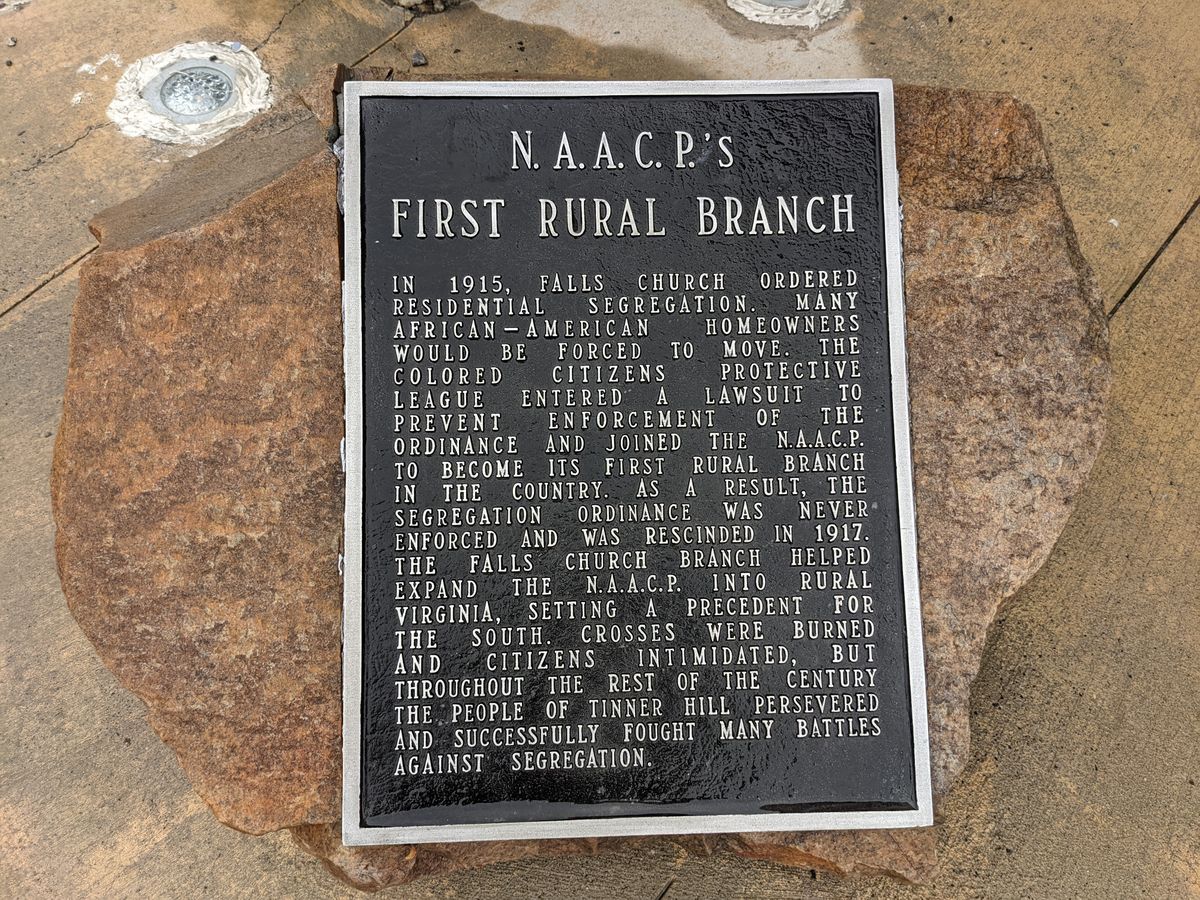 N.A.A.C.P.'s
FIRST RURAL BRANCH
IN 1915, FALLS CHURCH ORDERED
RESIDENTIAL SEGREGATION. MANY
AFRICAN-AMERICAN HOMEOWNERS
WOULD BE FORCED TO MOVE. THE
COLORED CITIZENS PROTECTIVE
LEAGUE ENTERED A LAWSUIT TO
PREVENT ENFORCEMENT OF THE
ORDINANCE AND JOINED THE N.A.A.C.P.
TO BECOME ITS FIRST RURAL BRANCH
IN THE COUNTRY. AS A RESULT, THE
SEGREGATION ORDINANCE WAS NEVER
ENFORCED AND WAS RESCINDED IN 1917.
THE FALLS CHURCH BRANCH HELPED
EXPAND THE N.A.A.C.P. INTO RURAL
VIRGINIA, SETTING A PRECEDENT FOR
THE SOUTH. CROSSES WERE BURNED
AND CITIZENS INTIMIDATED, BUT
THROUGHOUT THE REST OF THE CENTURY
THE PEOPLE OF TINNER HILL PERSEVERED
AND SUCCESSFULLY FOUGHT MANY BATTLES
AGAINST SEGREGATION.